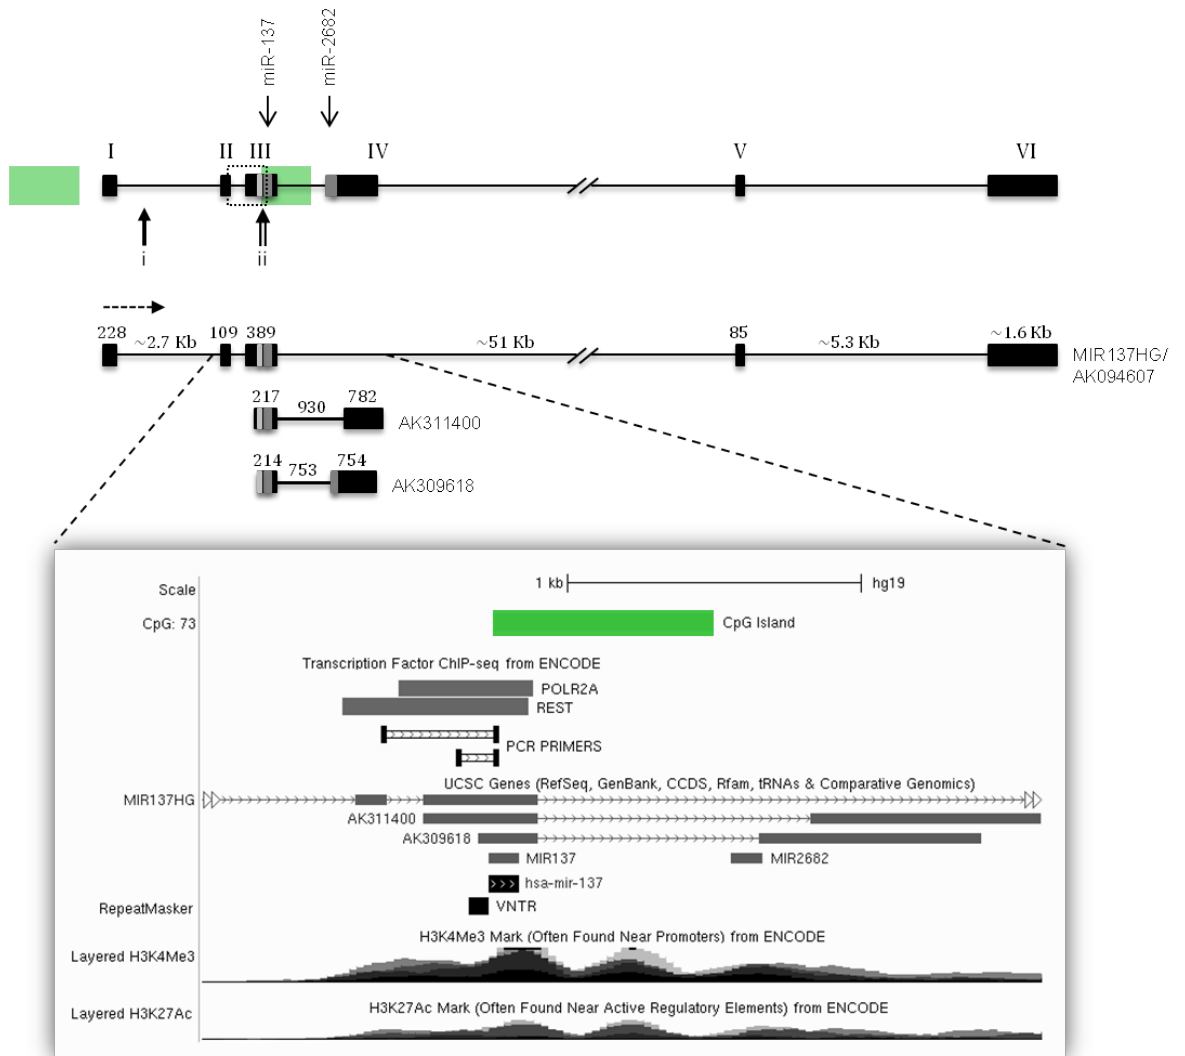 miR-137
miR-2682
I II III IV V VI
i ii
228 ~2.7 Kb 109 389 ~51 Kb 85 ~5.3 Kb ~1.6 Kb
MIR137HG/
AK094607
217 930 782 AK311400
214 753 754 AK309618
Scale 1 kb hg19
CpG: 73 CpG Island
Transcription Factor ChIP-seq from ENCODE
POLR2A
REST
PCR PRIMERS
UCSC Genes (RefSeq, GenBank, CCDS, Rfam, tRNAs & Comparative Genomics)
MIR137HG
AK311400
AK309618
MIR137 MIR2682
hsa-mir-137
RepeatMasker VNTR
H3K4Me3 Mark (Often Found Near Promoters) from ENCODE
Layered H3K4Me3
H3K27Ac Mark (Often Found Near Active Regulatory Elements) from ENCODE
Layered H3K27Ac